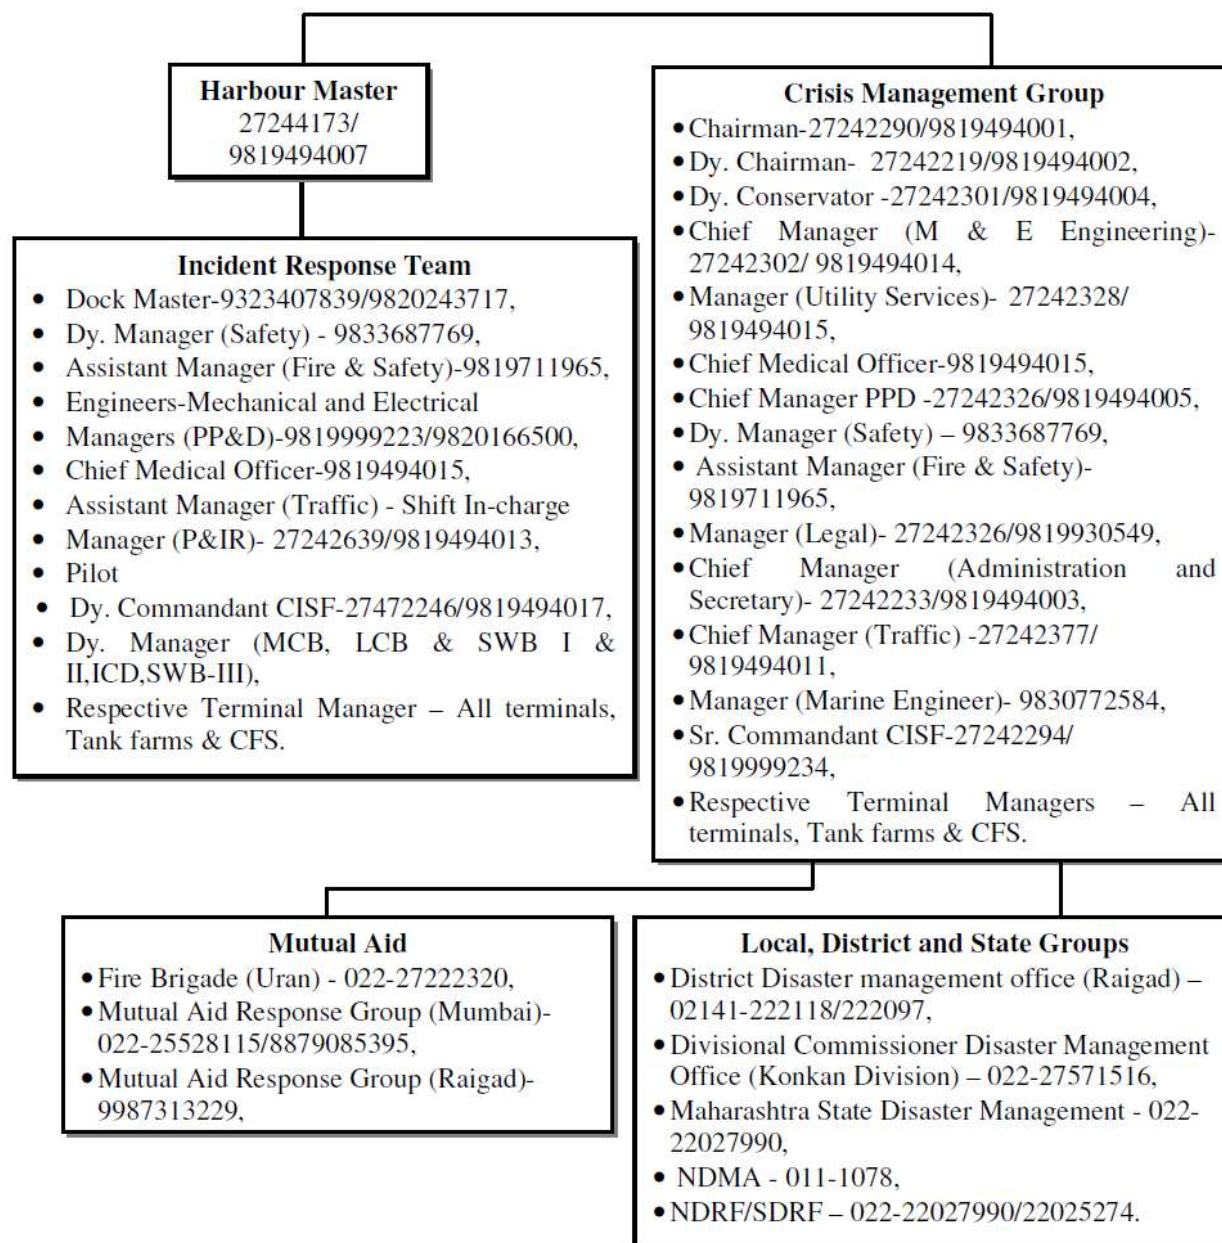 Harbour Master
27244173/
9819494007
Incident Response Team
• Dock Master-9323407839/9820243717,
• Dy. Manager (Safety) - 9833687769,
• Assistant Manager (Fire & Safety)-9819711965,
• Engineers-Mechanical and Electrical
• Managers (PP&D)-9819999223/9820166500,
• Chief Medical Officer-9819494015,
• Assistant Manager (Traffic) - Shift In-charge
• Manager (P&IR)- 27242639/9819494013,
• Pilot
• Dy. Commandant CISF-27472246/9819494017,
• Dy. Manager (MCB, LCB & SWB I &
II,ICD,SWB-III),
• Respective Terminal Manager – All terminals,
Tank farms & CFS.
Crisis Management Group
• Chairman-27242290/9819494001,
• Dy. Chairman- 27242219/9819494002,
• Dy. Conservator -27242301/9819494004,
• Chief Manager (M & E Engineering)-
27242302/ 9819494014,
• Manager (Utility Services)- 27242328/
9819494015,
• Chief Medical Officer-9819494015,
• Chief Manager PPD -27242326/9819494005,
• Dy. Manager (Safety) – 9833687769,
• Assistant Manager (Fire & Safety)-
9819711965,
• Manager (Legal)- 27242326/9819930549,
• Chief Manager (Administration and
Secretary)- 27242233/9819494003,
• Chief Manager (Traffic) -27242377/
9819494011,
• Manager (Marine Engineer)- 9830772584,
• Sr. Commandant CISF-27242294/
9819999234,
• Respective Terminal Managers – All
terminals, Tank farms & CFS.
Mutual Aid
• Fire Brigade (Uran) - 022-27222320,
• Mutual Aid Response Group (Mumbai)-
022-25528115/8879085395,
• Mutual Aid Response Group (Raigad)-
9987313229,
Local, District and State Groups
• District Disaster management office (Raigad) –
02141-222118/222097,
• Divisional Commissioner Disaster Management
Office (Konkan Division) – 022-27571516,
• Maharashtra State Disaster Management - 022-
22027990,
• NDMA - 011-1078,
• NDRF/SDRF – 022-22027990/22025274.